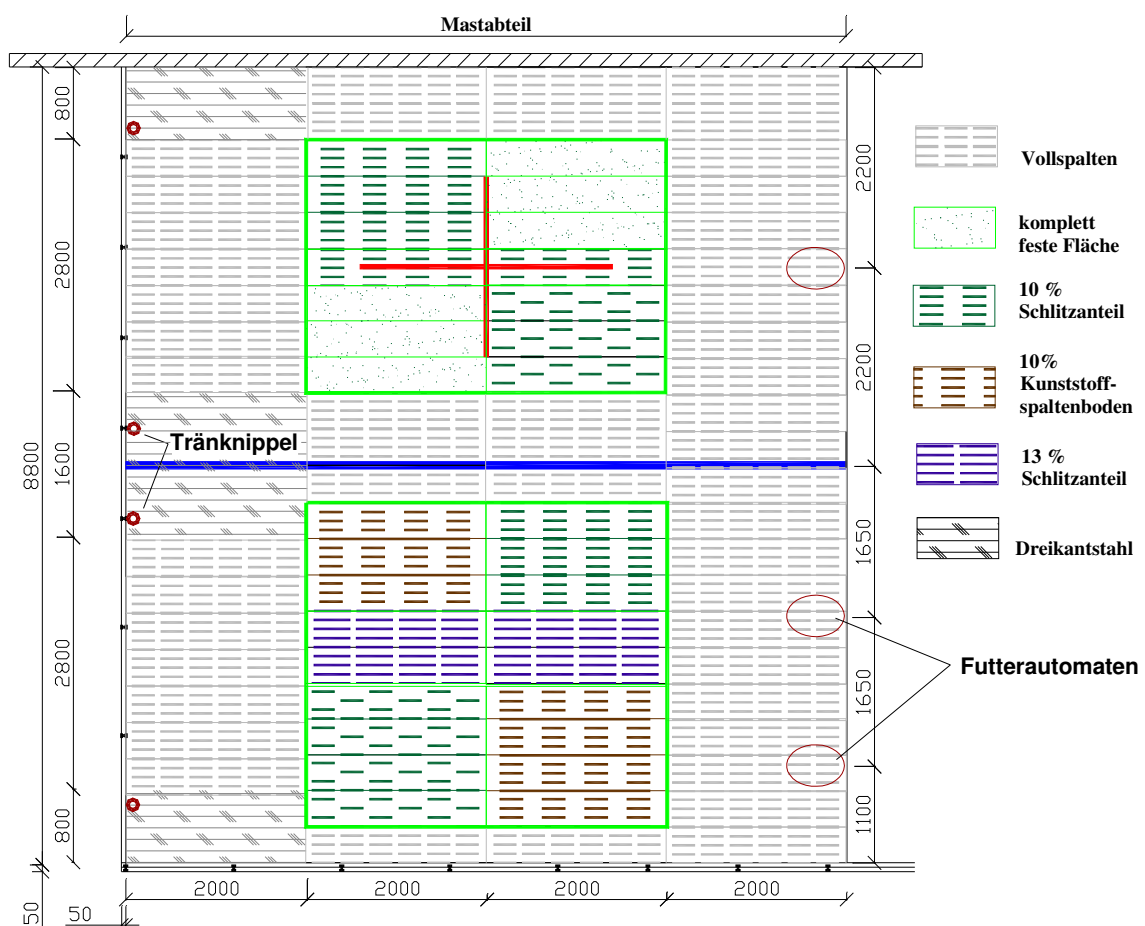 Mastabteil
800
2800
8800
1600
2800
800
50
50
2000
2000
2000
2000
2200
2200
1650
1650
1100
Tränknippel
Futterautomaten
Vollspalten
komplett
feste Fläche
10 %
Schlitzanteil
10%
Kunststoff-
spaltenboden
13 %
Schlitzanteil
Dreikantstahl